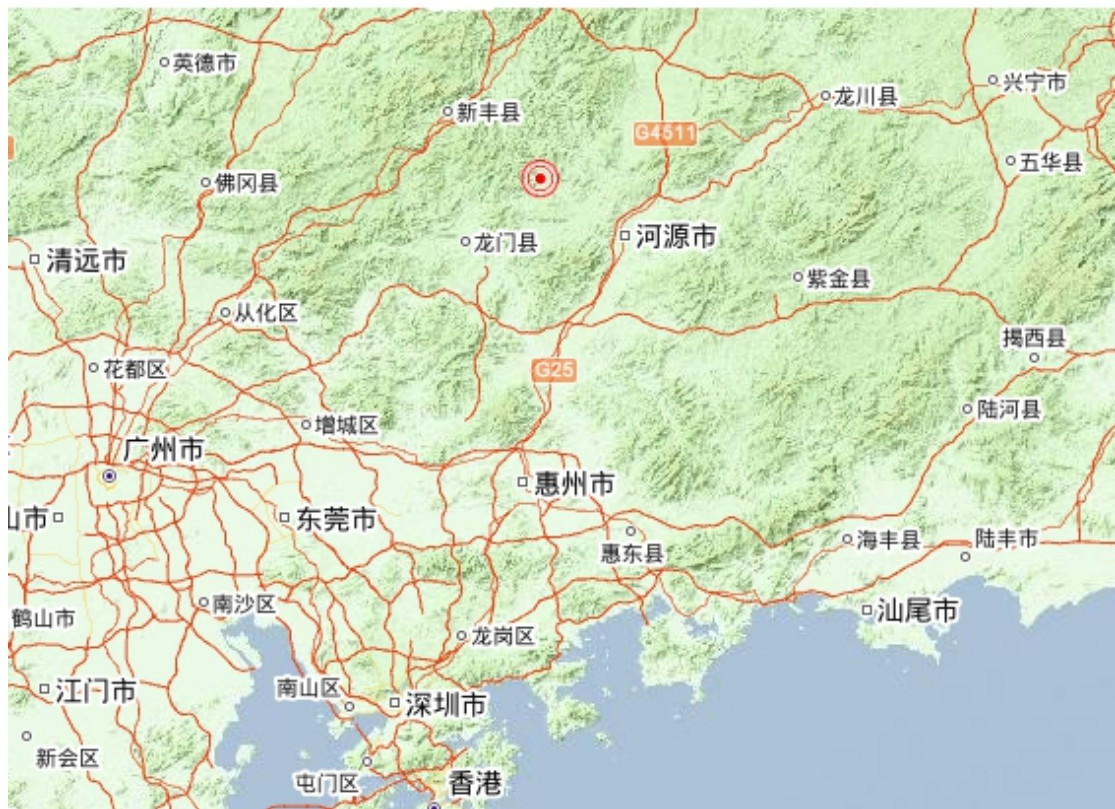 英德市
新丰县
龙川县
兴宁市
G4511
佛冈县
五华县
龙门县
河源市
清远市
紫金县
从化区
揭西县
花都区
G25
陆河县
增城区
广州市
惠州市
山市
东莞市
惠东县
海丰县
陆丰市
南沙区
鹤山市
汕尾市
龙岗区
江门市
南山区
深圳市
新会区
屯门区
香港